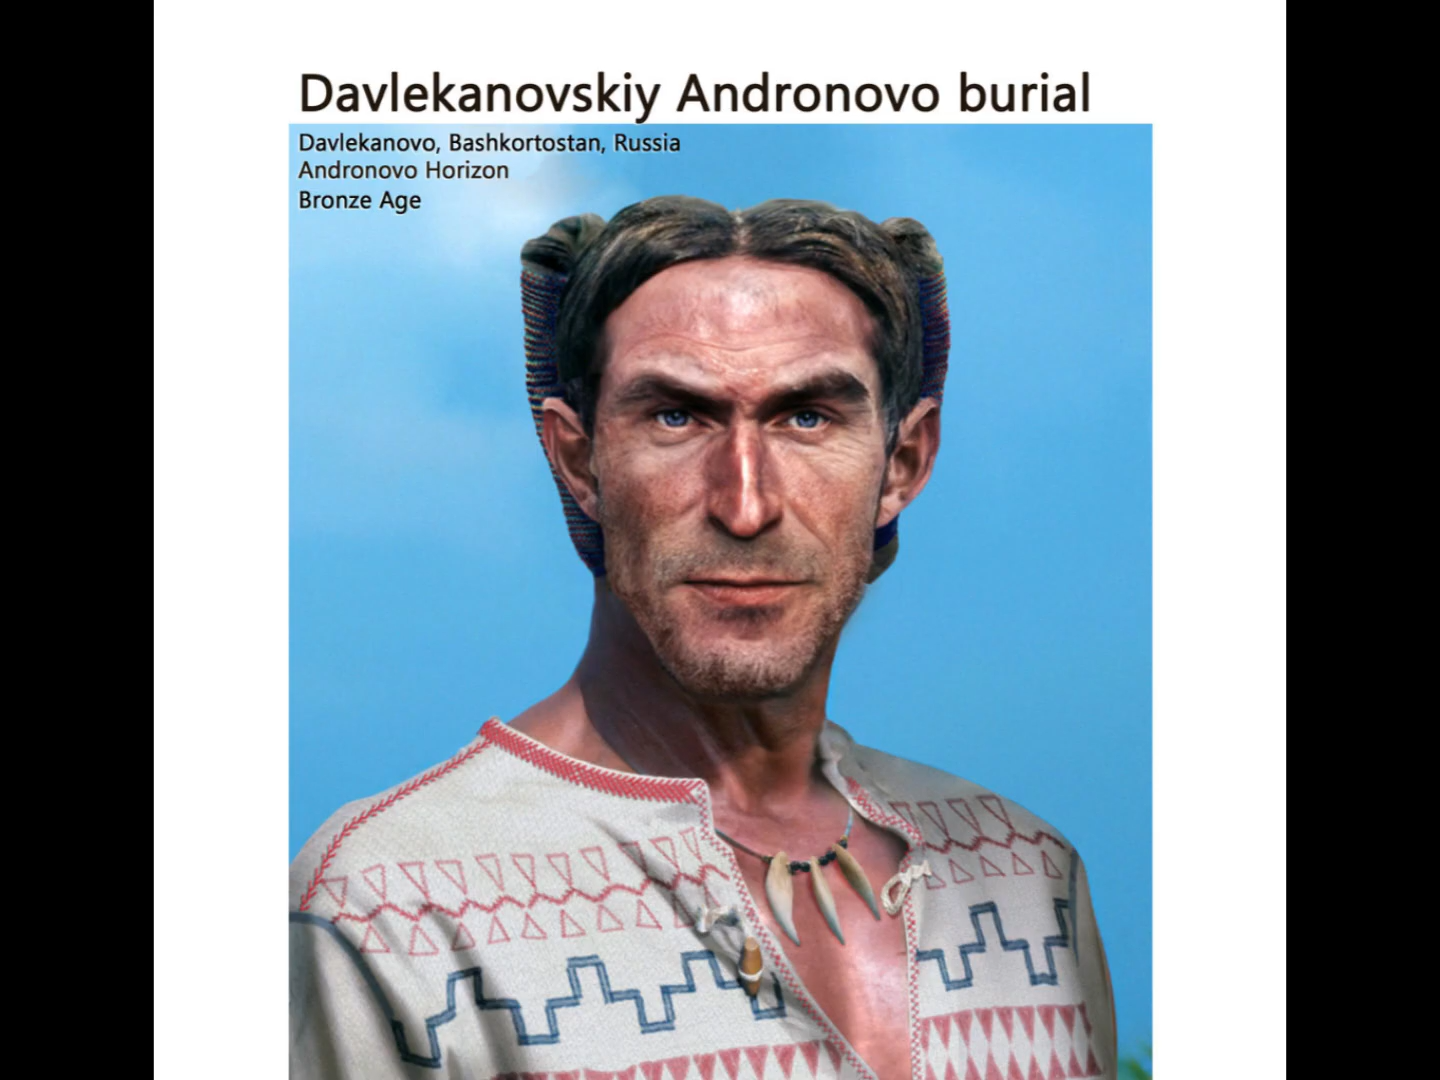 Davlekanovskiy Andronovo burial
Davlekanovo, Bashkortostan, Russia
Andronovo Horizon
Bronze Age